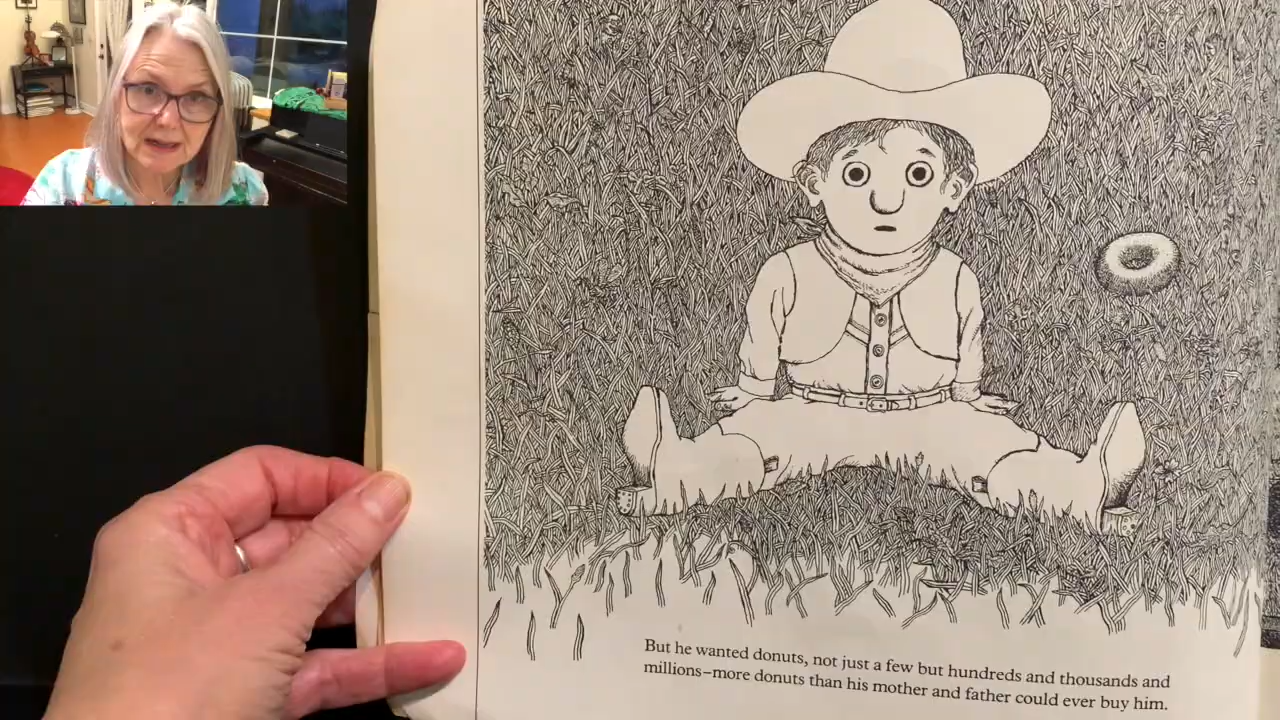 But he wanted donuts, not just a few but hundreds and thousands and
millions–more donuts than his mother and father could ever buy him.